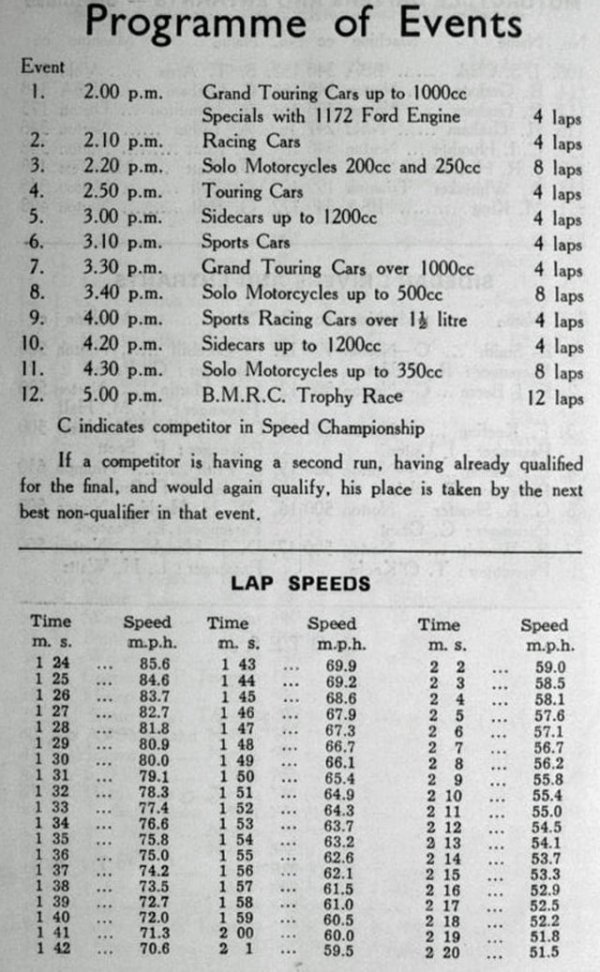 Programme of Events
Event
1. 2.00 p.m. Grand Touring Cars up to 1000cc
Specials with 1172 Ford Engine 4 laps
2. 2.10 p.m. Racing Cars 4 laps
3. 2.20 p.m. Solo Motorcycles 200cc and 250cc 8 laps
4. 2.50 p.m. Touring Cars 4 laps
5. 3.00 p.m. Sidecars up to 1200cc 4 laps
6. 3.10 p.m. Sports Cars 4 laps
7. 3.30 p.m. Grand Touring Cars over 1000cc 4 laps
8. 3.40 p.m. Solo Motorcycles up to 500cc 8 laps
9. 4.00 p.m. Sports Racing Cars over 1½ litre 4 laps
10. 4.20 p.m. Sidecars up to 1200cc 4 laps
11. 4.30 p.m. Solo Motorcycles up to 350cc 8 laps
12. 5.00 p.m. B.M.R.C. Trophy Race 12 laps
C indicates competitor in Speed Championship
If a competitor is having a second run, having already qualified
for the final, and would again qualify, his place is taken by the next
best non-qualifier in that event.
LAP SPEEDS
Time Speed Time Speed Time Speed
m. s. m.p.h. m. s. m.p.h. m. s. m.p.h.
1 24 ... 85.6 1 43 ... 69.9 2 2 ... 59.0
1 25 ... 84.6 1 44 ... 69.2 2 3 ... 58.5
1 26 ... 83.7 1 45 ... 68.6 2 4 ... 58.1
1 27 ... 82.7 1 46 ... 67.9 2 5 ... 57.6
1 28 ... 81.8 1 47 ... 67.3 2 6 ... 57.1
1 29 ... 80.9 1 48 ... 66.7 2 7 ... 56.7
1 30 ... 80.0 1 49 ... 66.1 2 8 ... 56.2
1 31 ... 79.1 1 50 ... 65.4 2 9 ... 55.8
1 32 ... 78.3 1 51 ... 64.9 2 10 ... 55.4
1 33 ... 77.4 1 52 ... 64.3 2 11 ... 55.0
1 34 ... 76.6 1 53 ... 63.7 2 12 ... 54.5
1 35 ... 75.8 1 54 ... 63.2 2 13 ... 54.1
1 36 ... 75.0 1 55 ... 62.6 2 14 ... 53.7
1 37 ... 74.2 1 56 ... 62.1 2 15 ... 53.3
1 38 ... 73.5 1 57 ... 61.5 2 16 ... 52.9
1 39 ... 72.7 1 58 ... 61.0 2 17 ... 52.5
1 40 ... 72.0 1 59 ... 60.5 2 18 ... 52.2
1 41 ... 71.3 2 00 ... 60.0 2 19 ... 51.8
1 42 ... 70.6 2 1 ... 59.5 2 20 ... 51.5